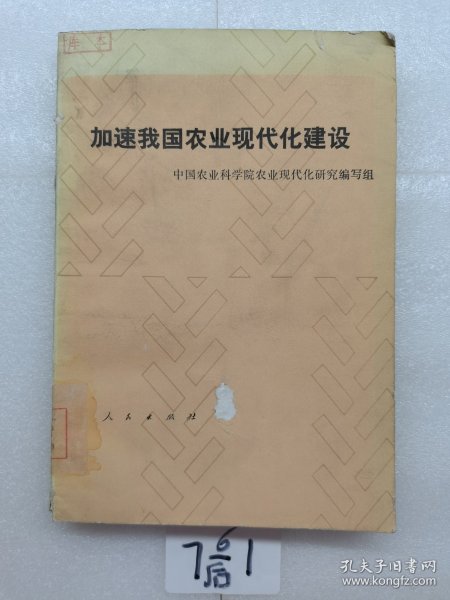 加速我国农业现代化建设
中国农业科学院农业现代化研究编写组
人民出版社
7 6 1
后
孔夫子旧书网
www.kongfz.com